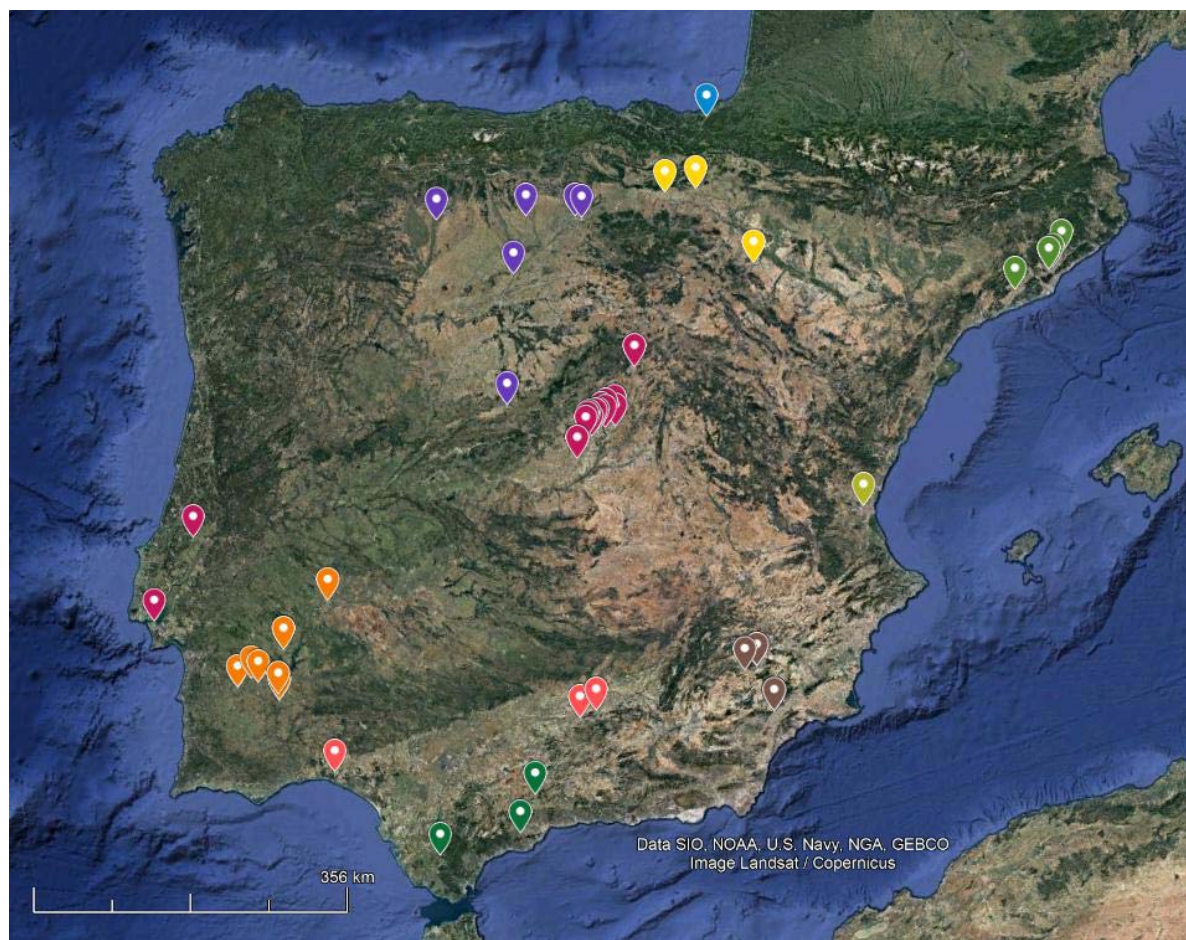 Data SIO, NOAA, U.S. Navy, NGA, GEBCO
Image Landsat / Copernicus
356 km